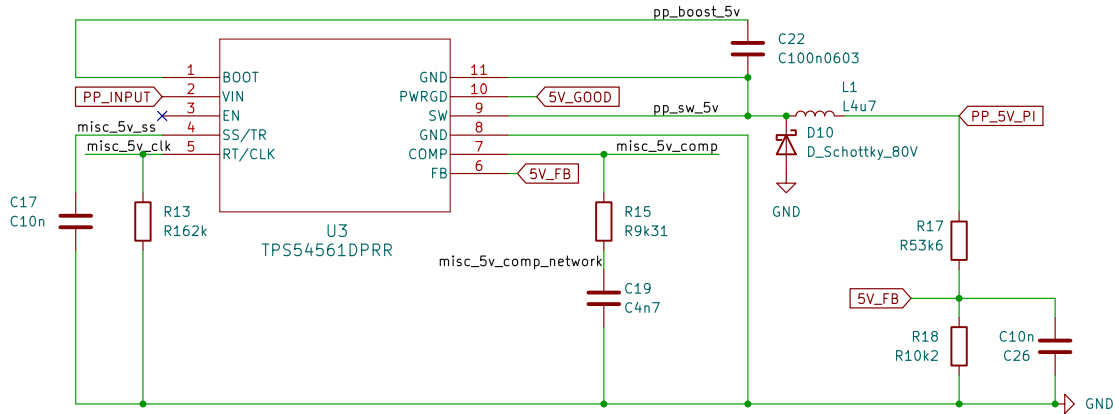 pp_boost_5v
C22
C100n0603
1
BOOT
GND
11
PP_INPUT
2
VIN
PWRGD
10
5V_GOOD
3
EN
SW
9
pp_sw_5v
L1
L4u7
PP_5V_PI
misc_5v_ss
4
SS/TR
GND
8
misc_5v_clk
5
RT/CLK
COMP
7
misc_5v_comp
FB
6
5V_FB
D10
D_Schottky_80V
GND
C17
C10n
R13
R162k
U3
TPS54561DPRR
R15
R9k31
misc_5v_comp_network
C19
C4n7
R17
R53k6
5V_FB
R18
R10k2
C10n
C26
GND